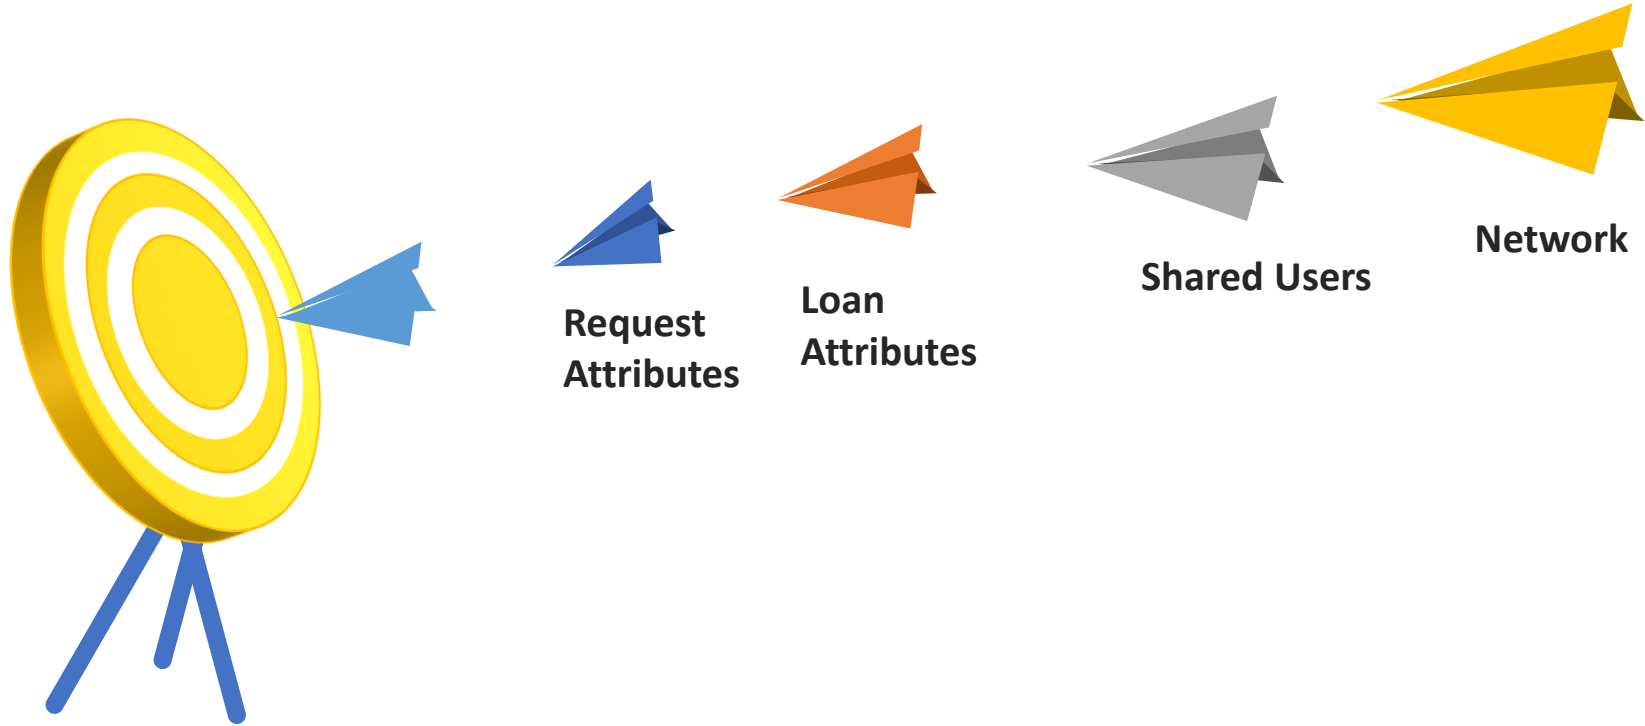 Request
Attributes
Loan
Attributes
Shared Users
Network